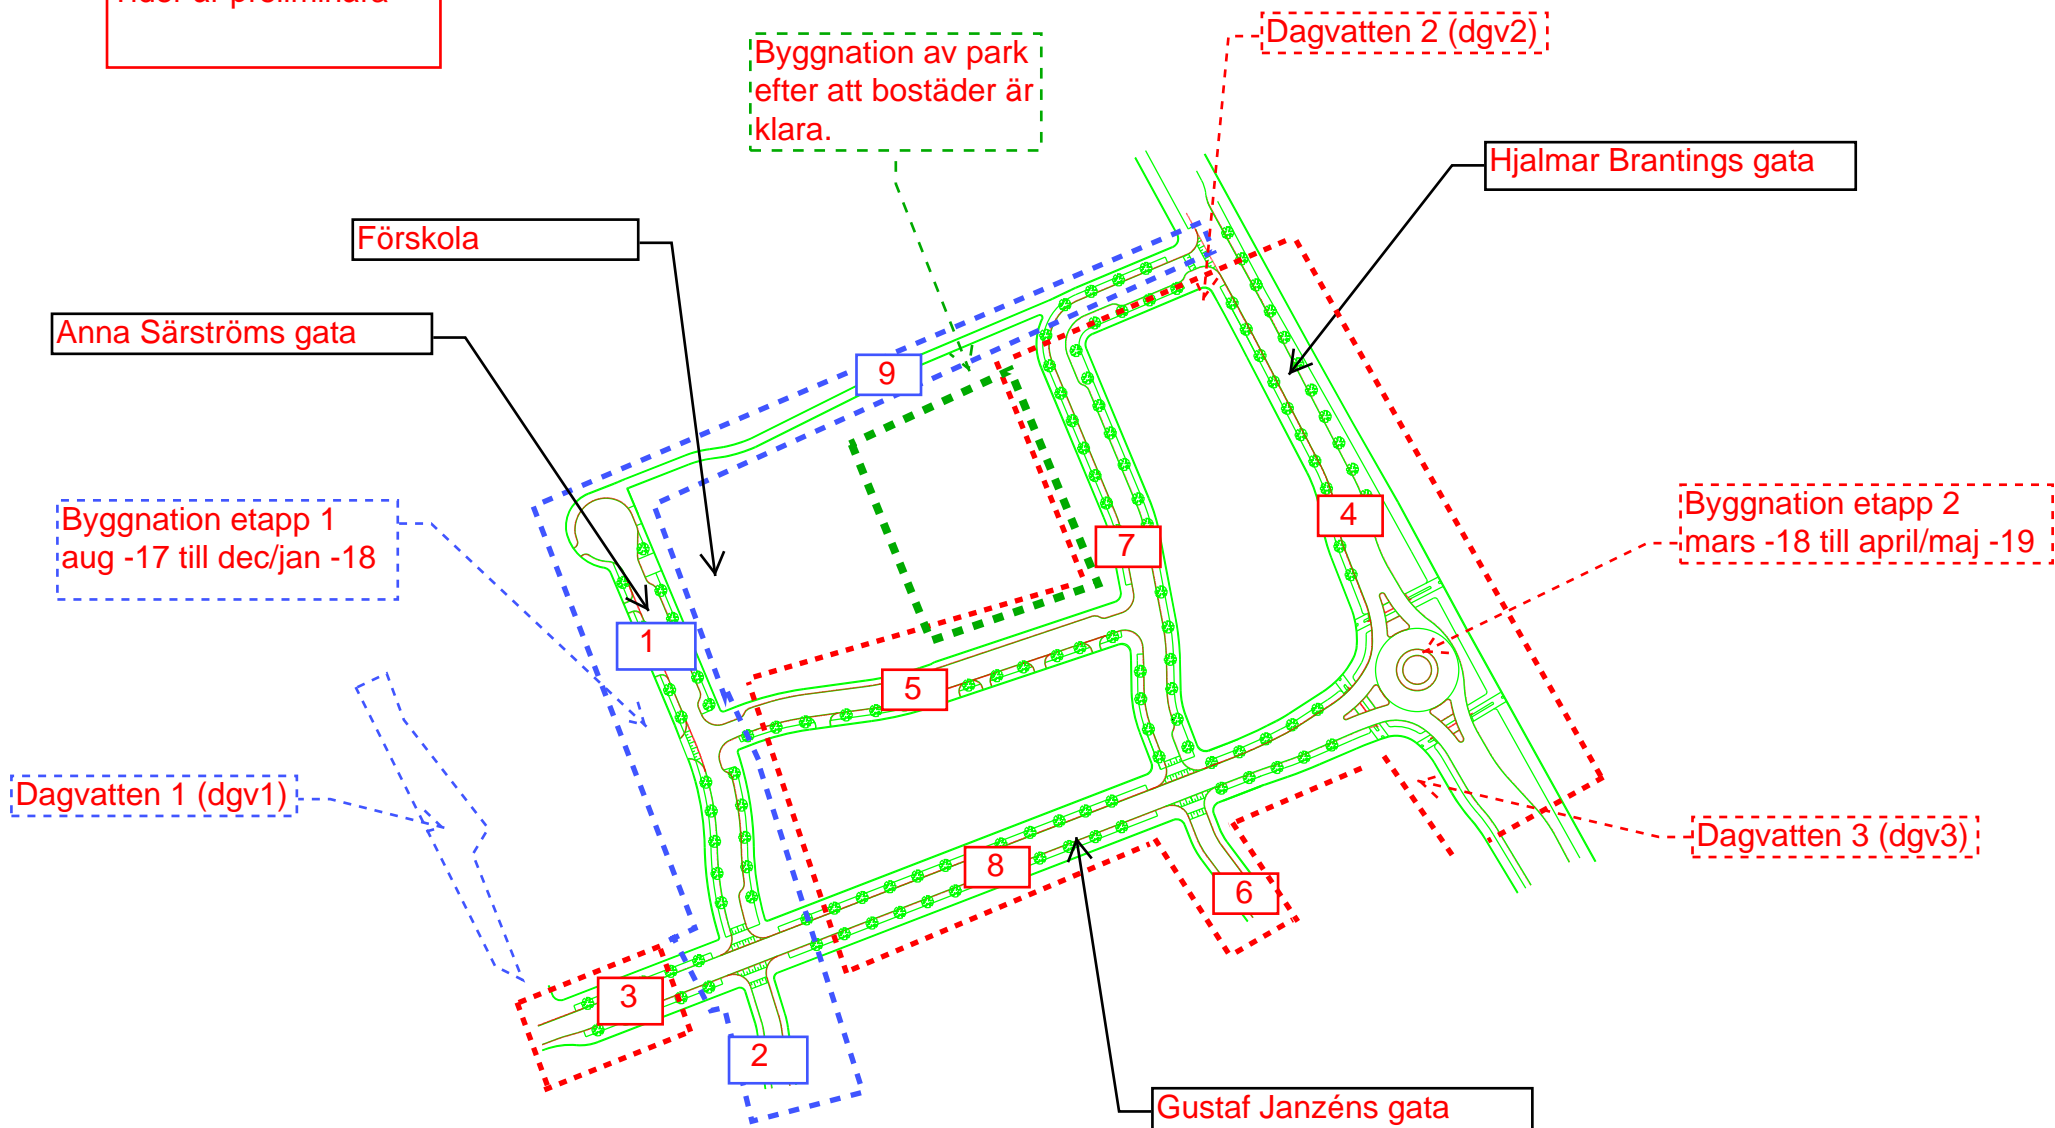 är preliminära
Dagvatten 2 (dgv2)
Byggnation av park
efter att bostäder är
klara.
Hjalmar Brantings gata
Förskola
Anna Särströms gata
9
Byggnation etapp 1
aug -17 till dec/jan -18
4
Byggnation etapp 2
mars -18 till april/maj -19
7
1
5
Dagvatten 1 (dgv1)
Dagvatten 3 (dgv3)
8
6
3
2
Gustaf Janzéns gata